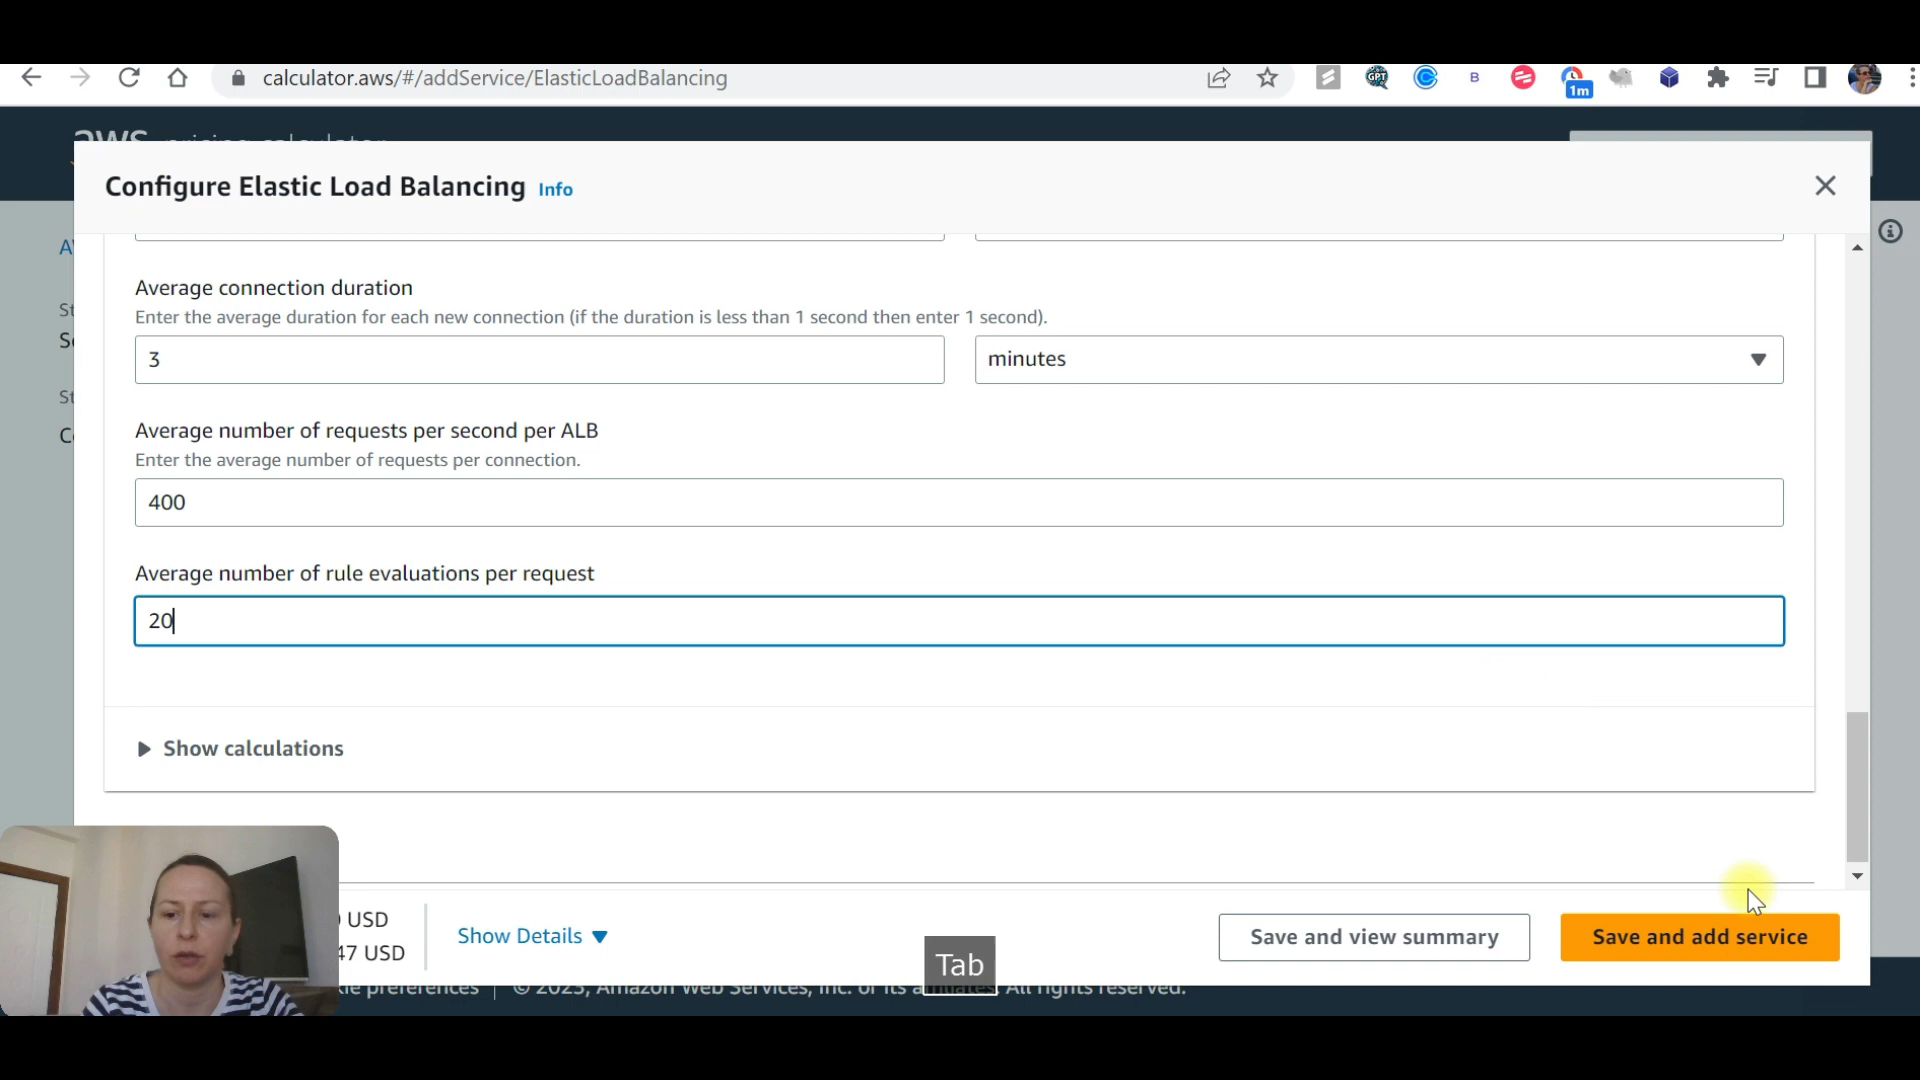 calculator.aws/#/addService/ElasticLoadBalancing
GPT
B
1m
aws pricing calculator
Configure Elastic Load Balancing Info
Average connection duration
Enter the average duration for each new connection (if the duration is less than 1 second then enter 1 second).
3
minutes
Average number of requests per second per ALB
Enter the average number of requests per connection.
400
Average number of rule evaluations per request
20
Show calculations
USD
47 USD
Show Details
Save and view summary
Save and add service
Tab
preferences
© 2023, Amazon Web Services, Inc. or its affiliates. All rights reserved.